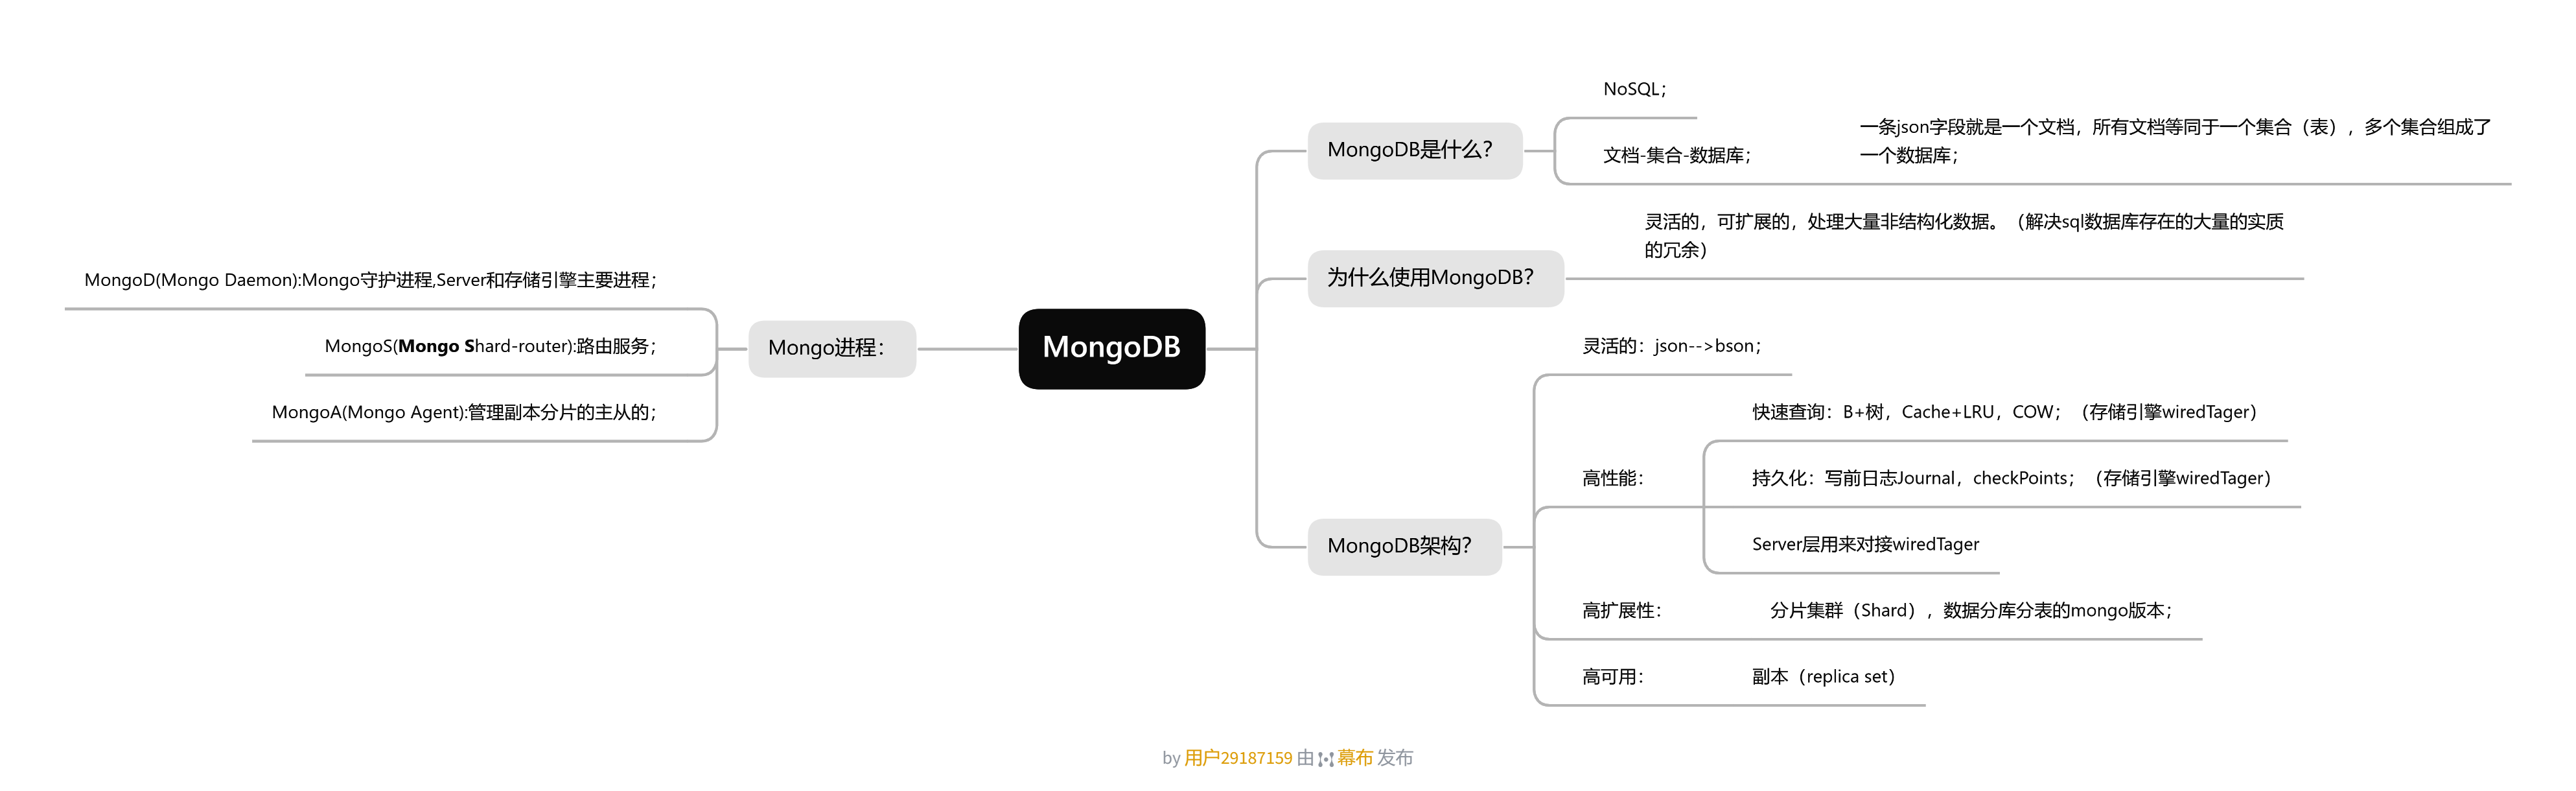 NoSQL；
MongoDB是什么？
文档-集合-数据库；
一条json字段就是一个文档，所有文档等同于一个集合（表），多个集合组成了
一个数据库；
为什么使用MongoDB？
灵活的，可扩展的，处理大量非结构化数据。（解决sql数据库存在的大量的实质
的冗余）
MongoD(Mongo Daemon):Mongo守护进程,Server和存储引擎主要进程；
MongoS(Mongo Shard-router):路由服务；
MongoA(Mongo Agent):管理副本分片的主从的；
Mongo进程：
MongoDB
灵活的：json-->bson；
快速查询：B+树，Cache+LRU，COW；（存储引擎wiredTager）
高性能：
持久化：写前日志Journal，checkPoints；（存储引擎wiredTager）
MongoDB架构？
Server层用来对接wiredTager
高扩展性：
分片集群（Shard），数据分库分表的mongo版本；
高可用：
副本（replica set）
by 用户29187159 由 幕布 发布